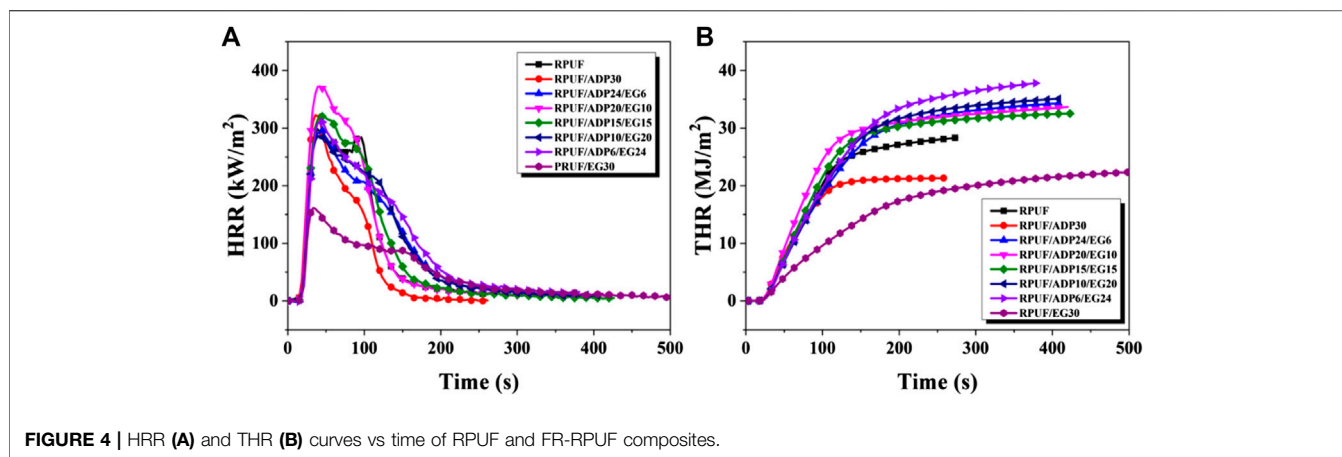 A
HRR (kW/m²)
400
300
200
100
0
0 100 200 300 400 500
Time (s)
RPUF
RPUF/ADP30
RPUF/ADP24/EG6
RPUF/ADP20/EG10
RPUF/ADP15/EG15
RPUF/ADP10/EG20
RPUF/ADP6/EG24
PRUF/EG30
B
THR (MJ/m²)
40
30
20
10
0
0 100 200 300 400 500
Time (s)
RPUF
RPUF/ADP30
RPUF/ADP24/EG6
RPUF/ADP20/EG10
RPUF/ADP15/EG15
RPUF/ADP10/EG20
RPUF/ADP6/EG24
RPUF/EG30
FIGURE 4 | HRR (A) and THR (B) curves vs time of RPUF and FR-RPUF composites.